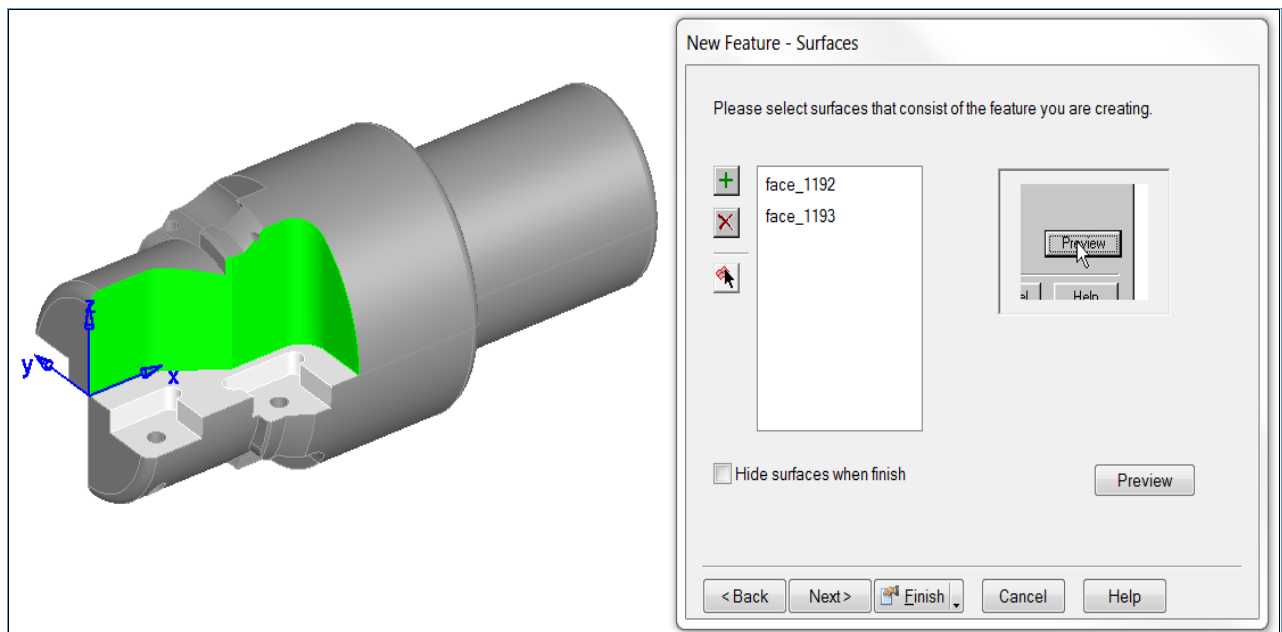 New Feature - Surfaces
Please select surfaces that consist of the feature you are creating.
face_1192
face_1193
Preview
Help
Hide surfaces when finish
Preview
< Back Next > Finish Cancel Help
z
y
x